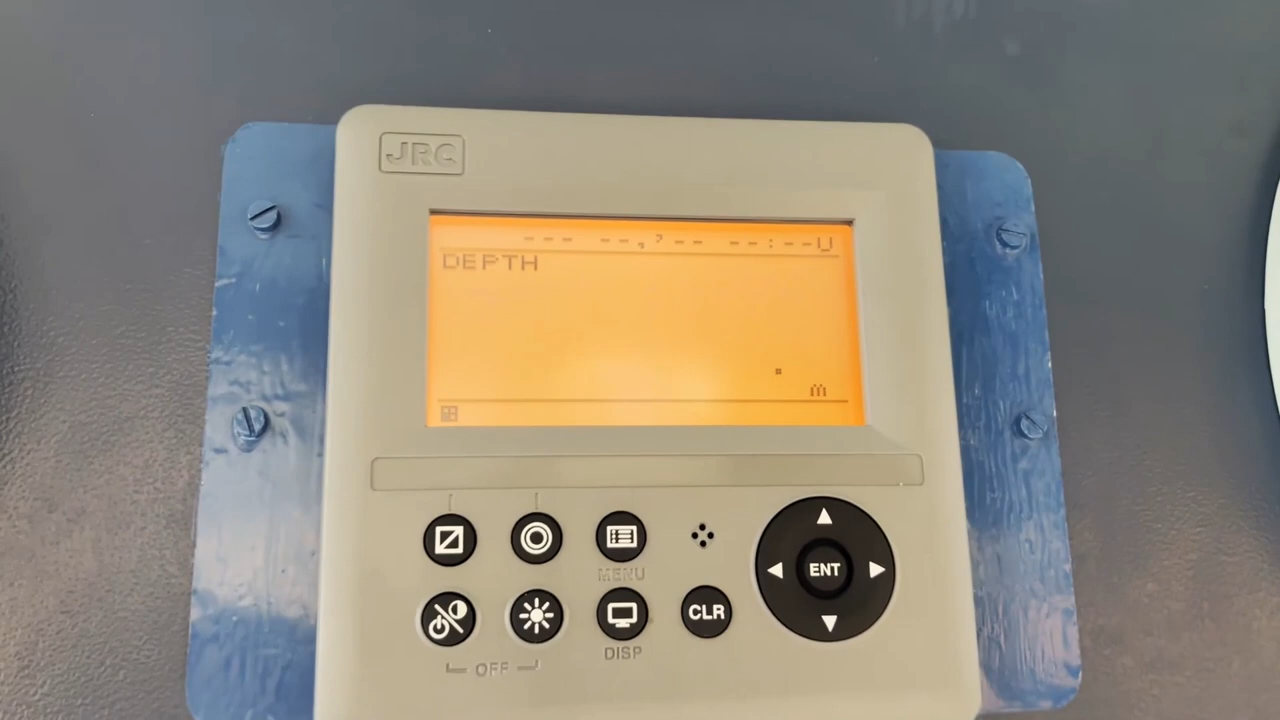 JRC
--- --,'-- --:--U
DEPTH
.
m
MENU
ENT
CLR
DISP
OFF